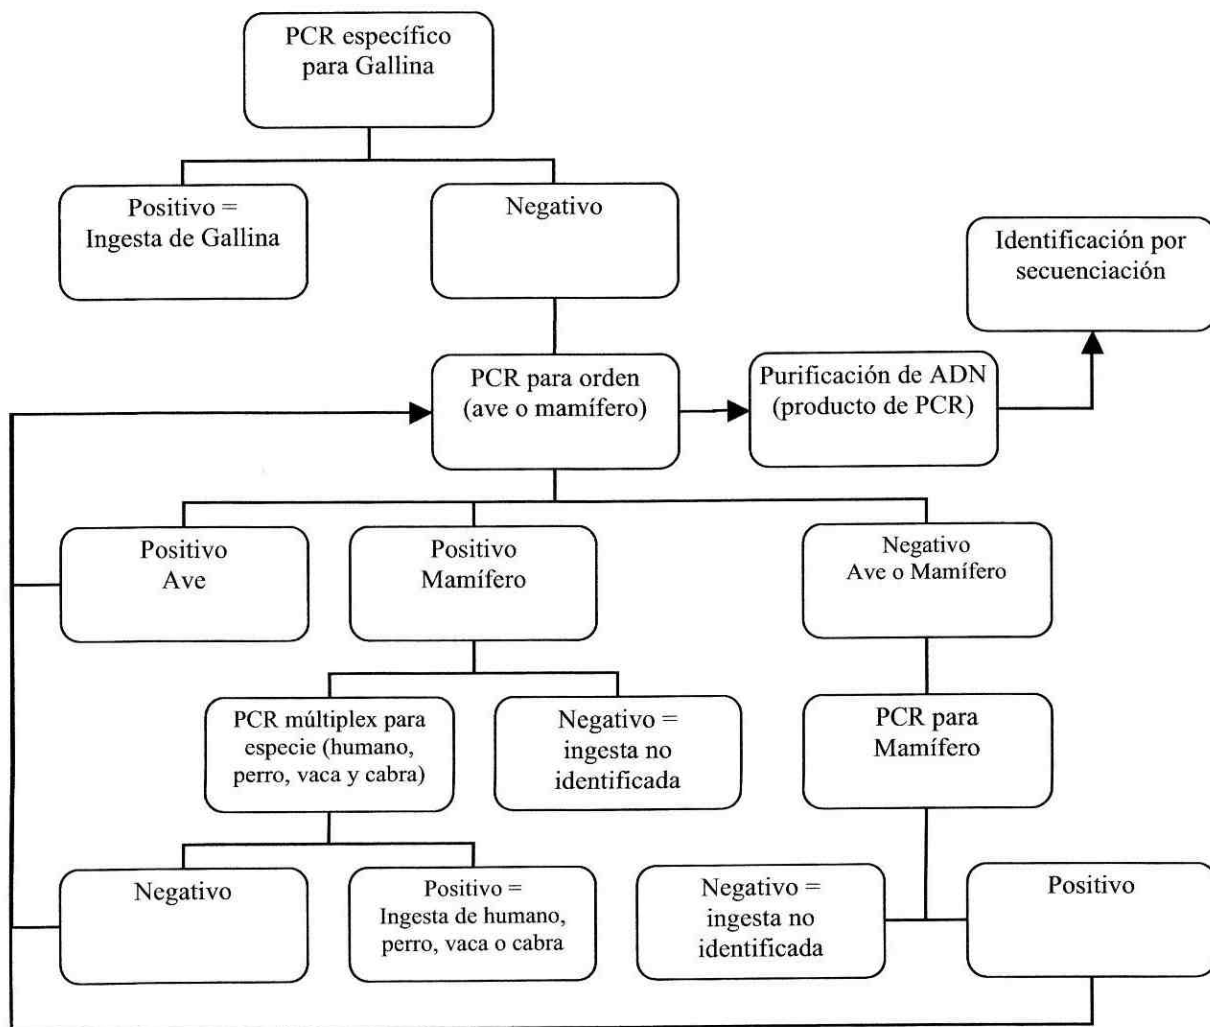 PCR específico
para Gallina
Positivo =
Ingesta de Gallina
Negativo
Identificación por
secuenciación
PCR para orden
(ave o mamífero)
Purificación de ADN
(producto de PCR)
Positivo
Ave
Positivo
Mamífero
Negativo
Ave o Mamífero
PCR múltiplex para
especie (humano,
perro, vaca y cabra)
Negativo =
ingesta no
identificada
PCR para
Mamífero
Negativo
Positivo =
Ingesta de humano,
perro, vaca o cabra
Negativo =
ingesta no
identificada
Positivo